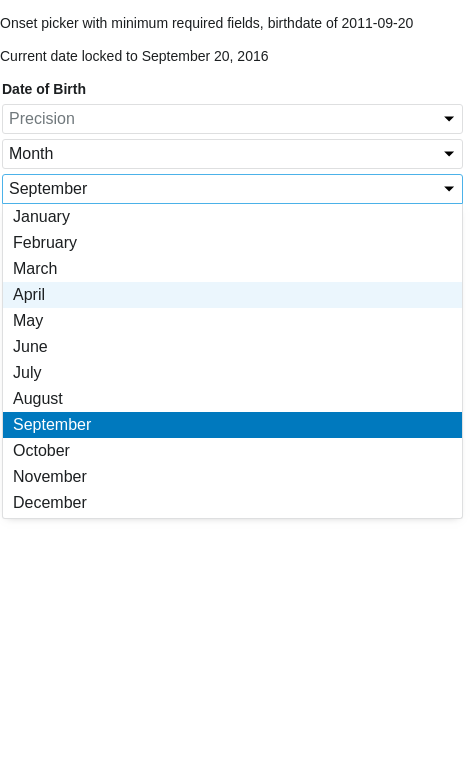 Onset picker with minimum required fields, birthdate of 2011-09-20
Current date locked to September 20, 2016
Date of Birth
Precision
Month
September
January
February
March
April
May
June
July
August
September
October
November
December